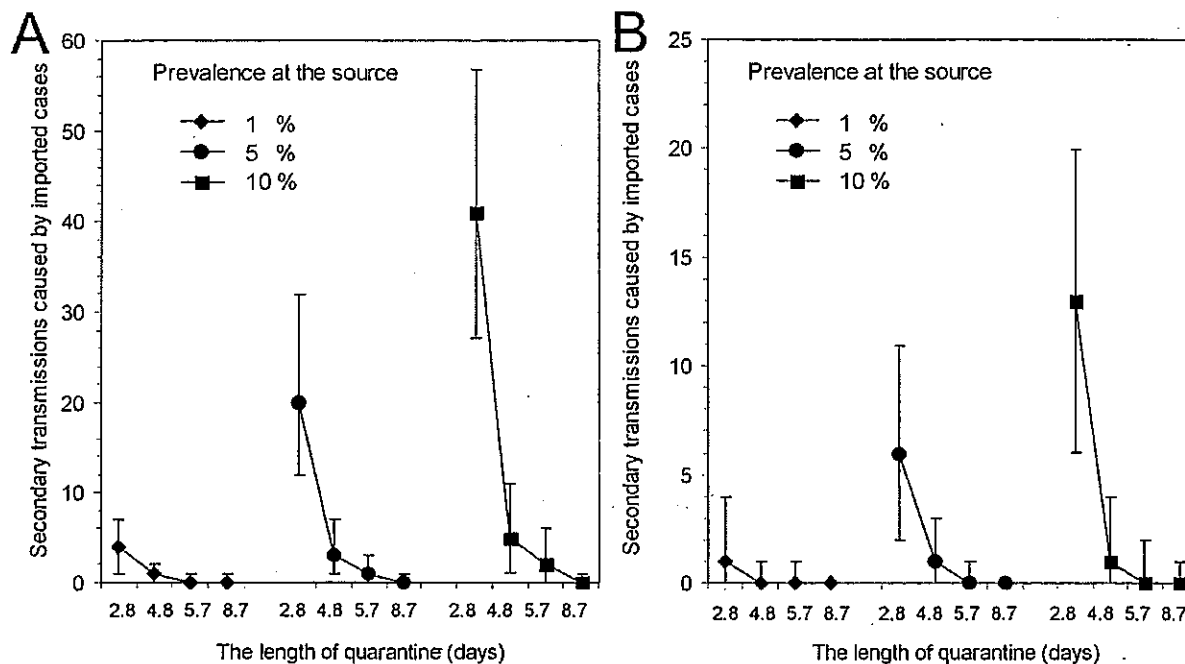 A
Secondary transmissions caused by imported cases
60
50
40
30
20
10
0
Prevalence at the source
1 %
5 %
10 %
2.8 4.8 5.7 8.7 2.8 4.8 5.7 8.7 2.8 4.8 5.7 8.7
The length of quarantine (days)
B
Secondary transmissions caused by imported cases
25
20
15
10
5
0
Prevalence at the source
1 %
5 %
10 %
2.8 4.8 5.7 8.7 2.8 4.8 5.7 8.7 2.8 4.8 5.7 8.7
The length of quarantine (days)